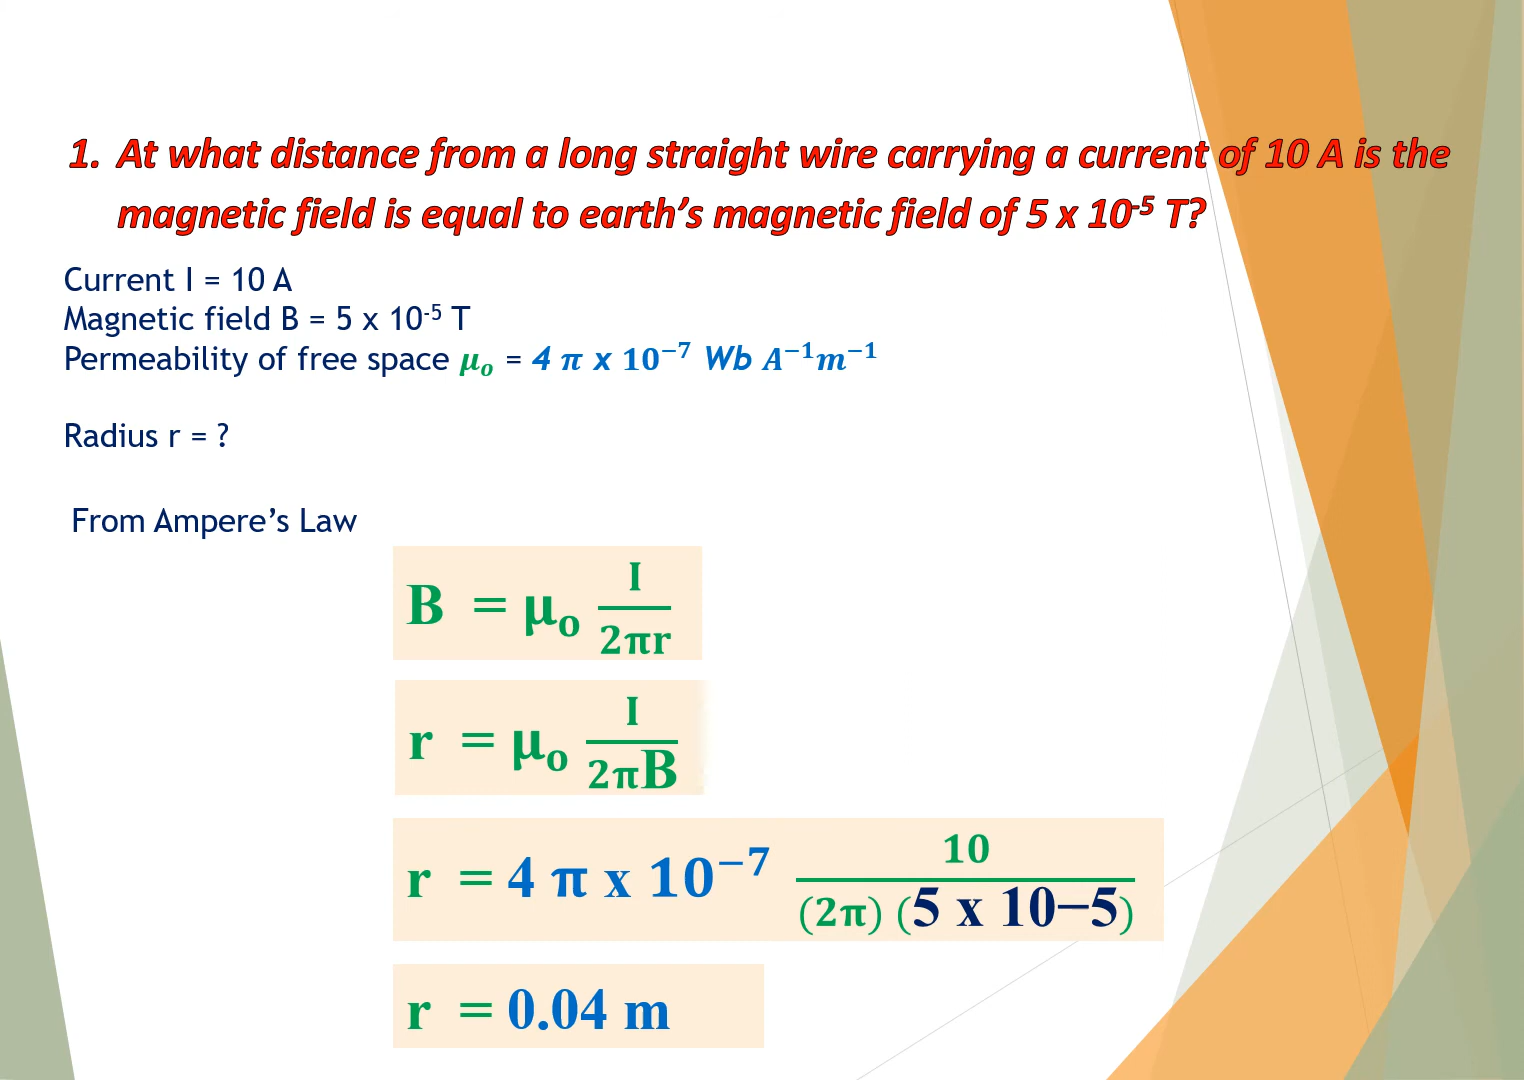 1. At what distance from a long straight wire carrying a current of 10 A is the
magnetic field is equal to earth’s magnetic field of 5 x 10⁻⁵ T?
Current I = 10 A
Magnetic field B = 5 x 10⁻⁵ T
Permeability of free space μₒ = 4 π x 10⁻⁷ Wb A⁻¹m⁻¹
Radius r = ?
From Ampere’s Law
B = μₒ I/2πr
r = μₒ I/2πB
r = 4 π x 10⁻⁷ 10/(2π) (5 x 10−5)
r = 0.04 m